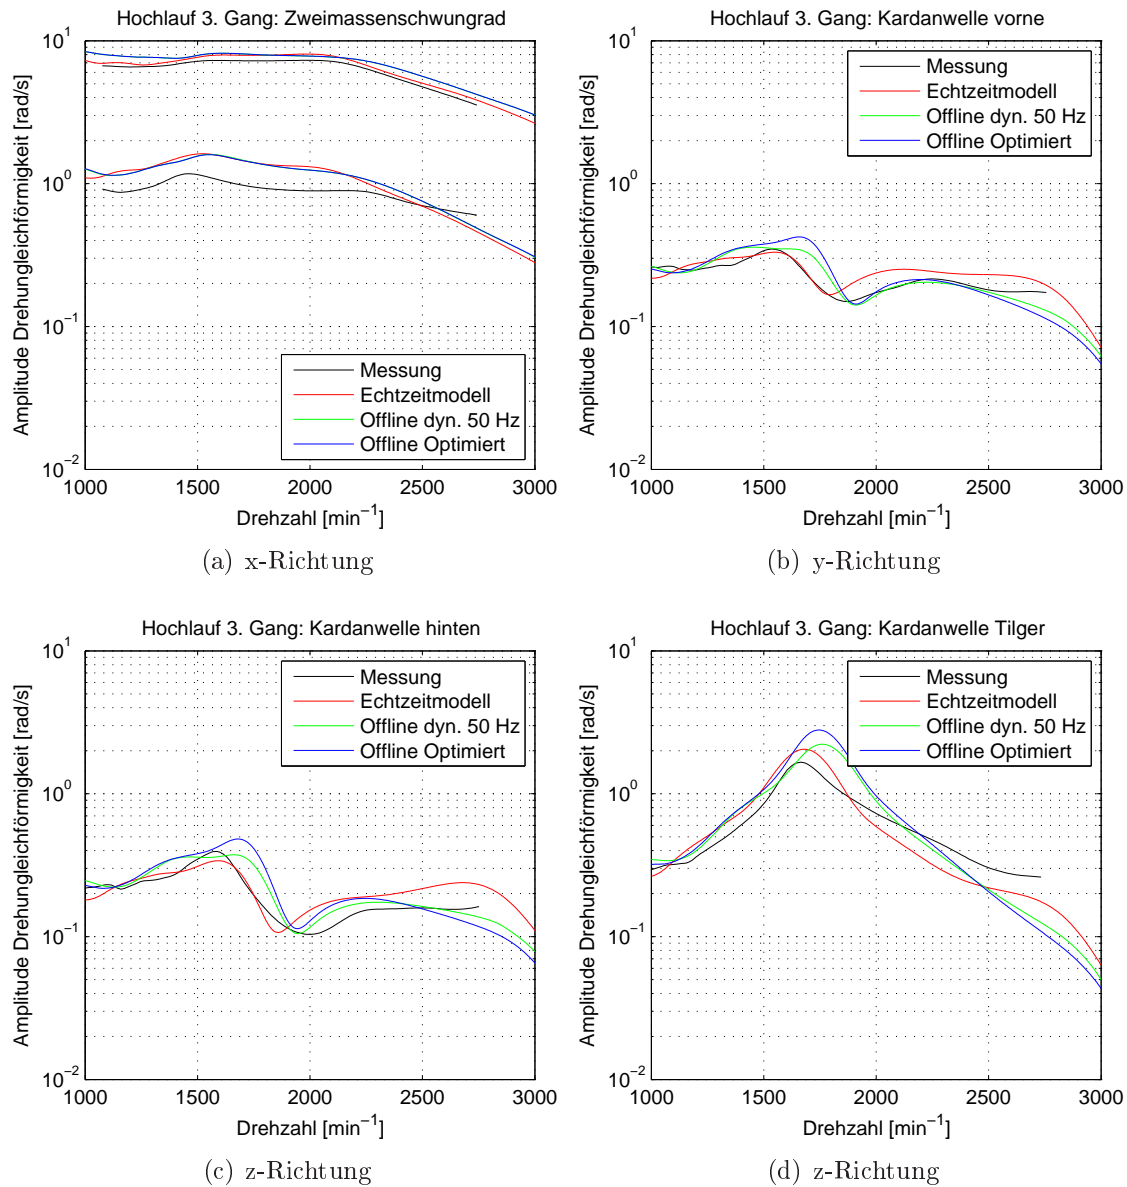 Hochlauf 3. Gang: Zweimassenschwungrad
Amplitude Drehungleichförmigkeit [rad/s]
10^1
10^0
10^−1
10^−2
Messung
Echtzeitmodell
Offline dyn. 50 Hz
Offline Optimiert
1000 1500 2000 2500 3000
Drehzahl [min^−1]
(a) x-Richtung
Hochlauf 3. Gang: Kardanwelle vorne
Amplitude Drehungleichförmigkeit [rad/s]
10^1
10^0
10^−1
10^−2
Messung
Echtzeitmodell
Offline dyn. 50 Hz
Offline Optimiert
1000 1500 2000 2500 3000
Drehzahl [min^−1]
(b) y-Richtung
Hochlauf 3. Gang: Kardanwelle hinten
Amplitude Drehungleichförmigkeit [rad/s]
10^1
10^0
10^−1
10^−2
Messung
Echtzeitmodell
Offline dyn. 50 Hz
Offline Optimiert
1000 1500 2000 2500 3000
Drehzahl [min^−1]
(c) z-Richtung
Hochlauf 3. Gang: Kardanwelle Tilger
Amplitude Drehungleichförmigkeit [rad/s]
10^1
10^0
10^−1
10^−2
Messung
Echtzeitmodell
Offline dyn. 50 Hz
Offline Optimiert
1000 1500 2000 2500 3000
Drehzahl [min^−1]
(d) z-Richtung